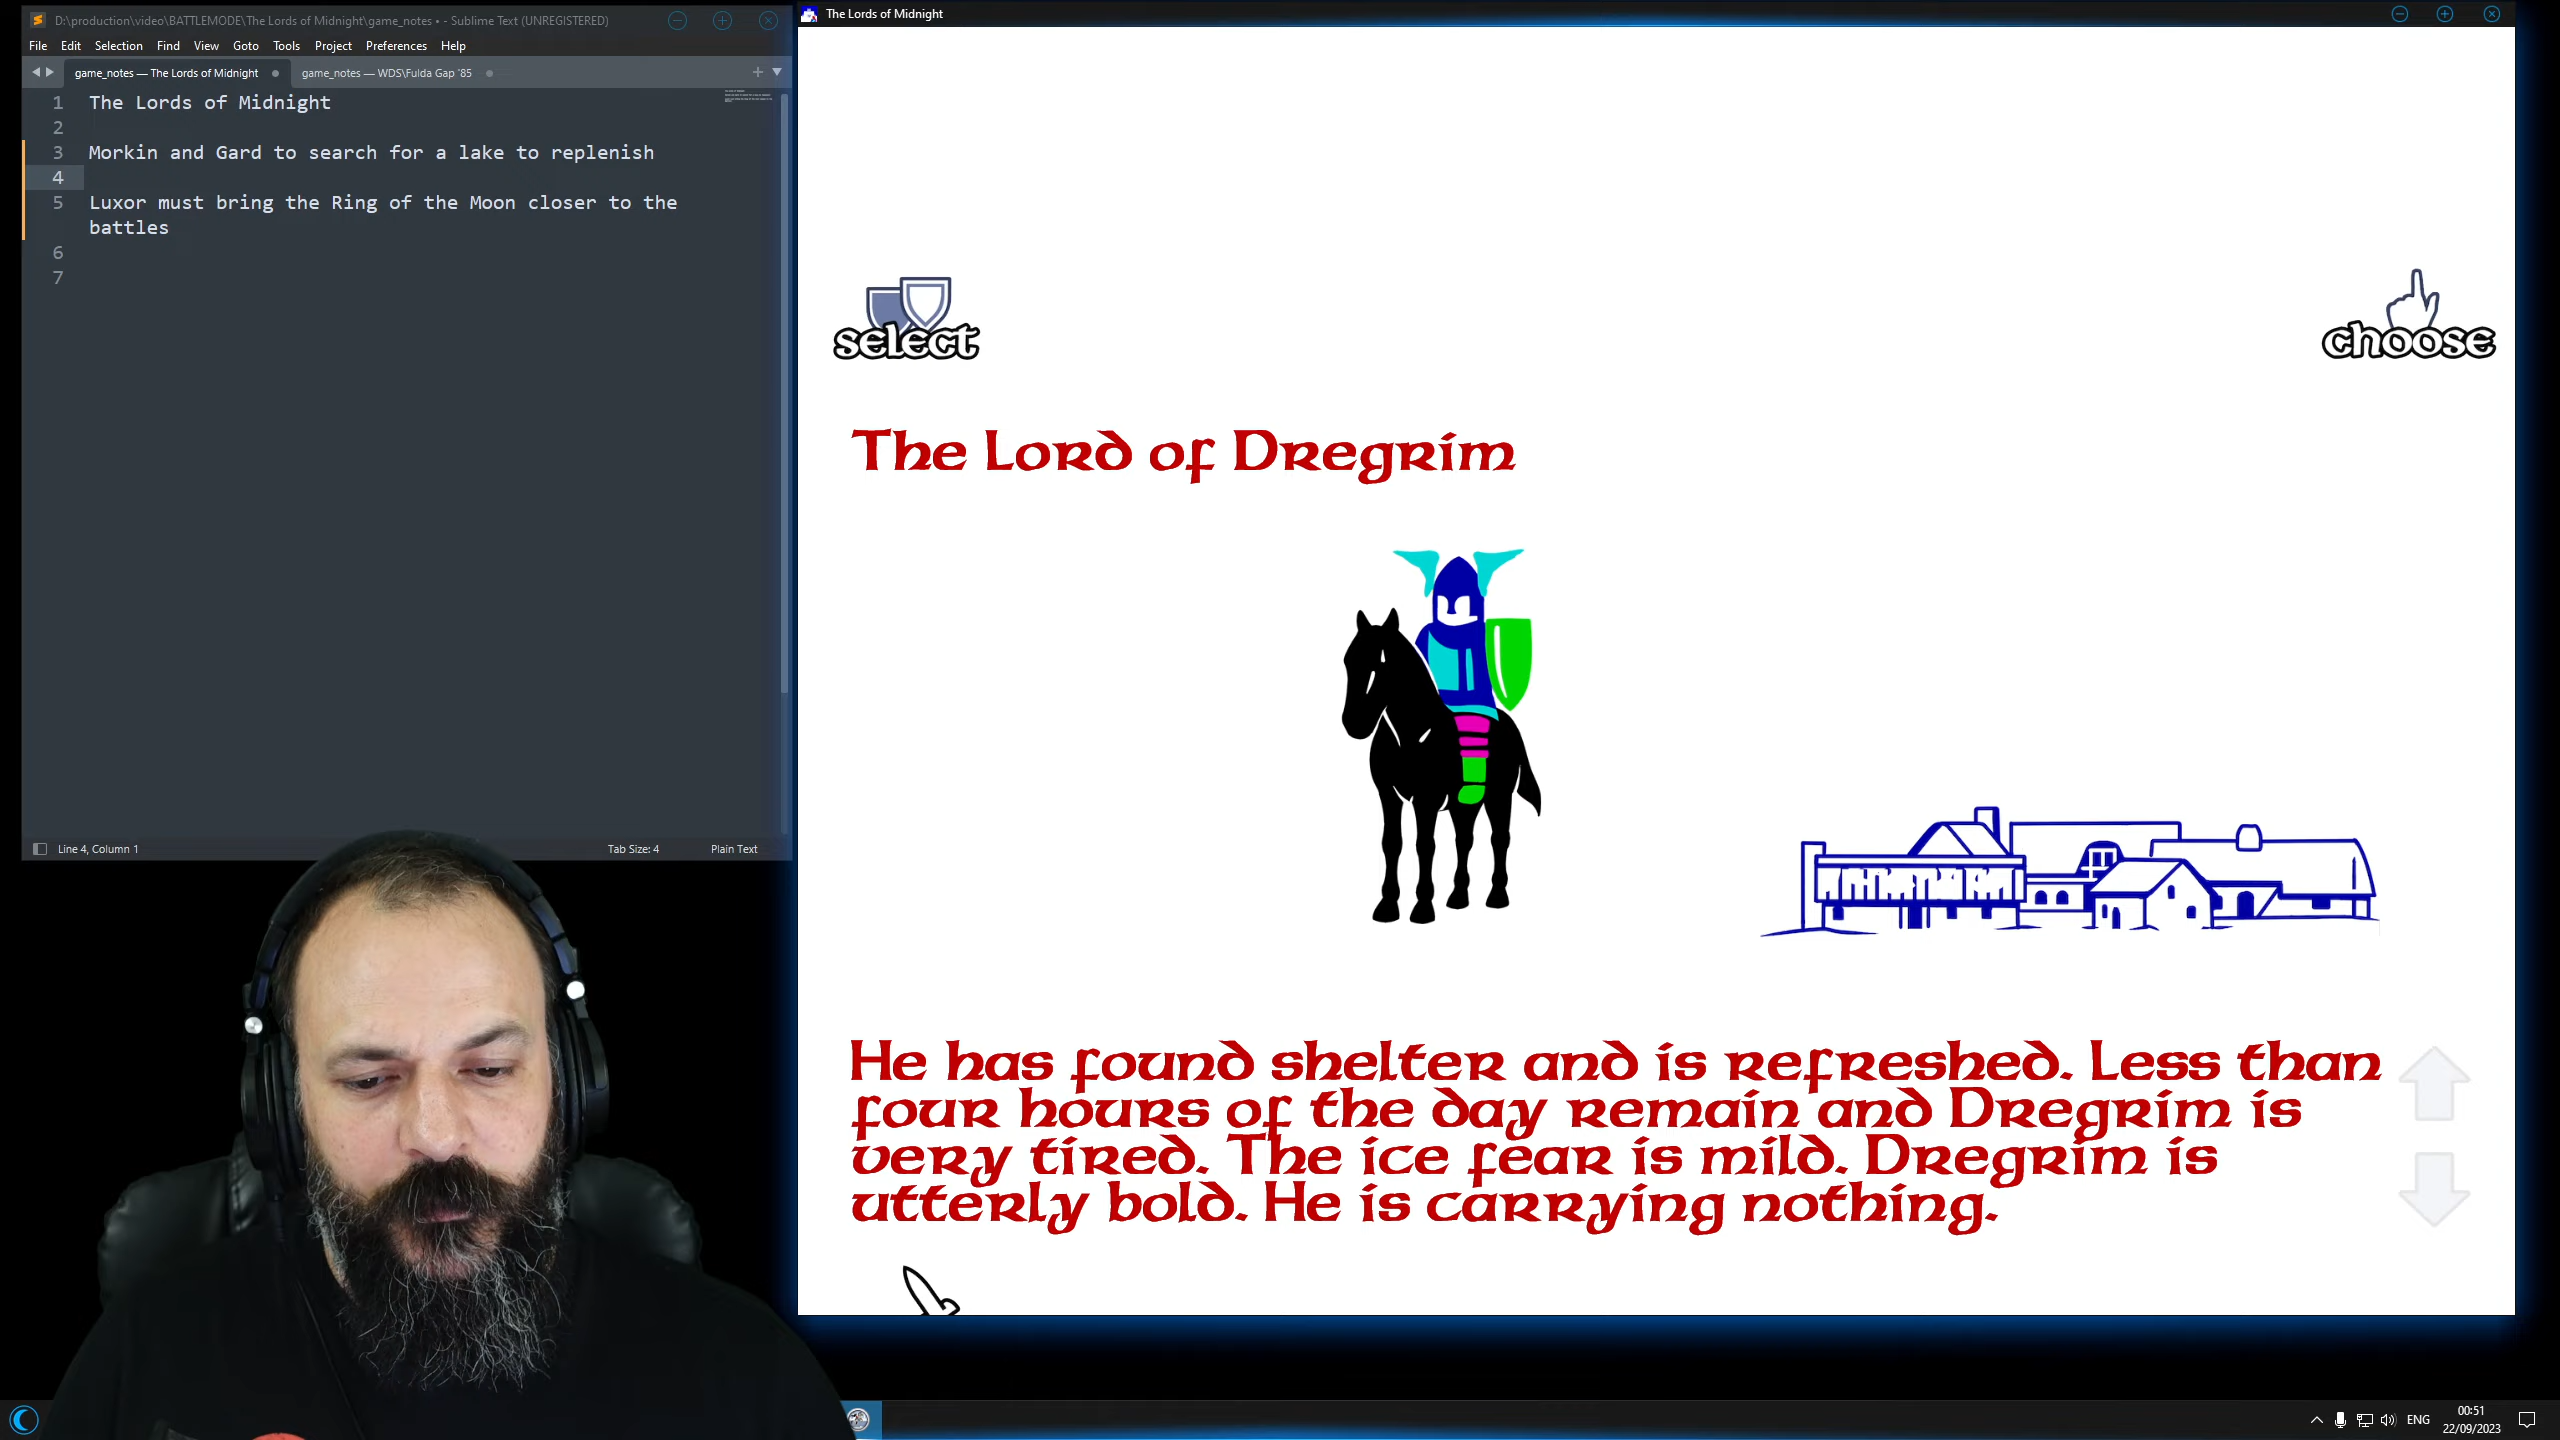 D:\production\video\BATTLEMODE\The Lords of Midnight\game_notes • - Sublime Text (UNREGISTERED)
File Edit Selection Find View Goto Tools Project Preferences Help
game_notes — The Lords of Midnight
game_notes — WDS\Fulda Gap '85
1 The Lords of Midnight
2
3 Morkin and Gard to search for a lake to replenish
4
5 Luxor must bring the Ring of the Moon closer to the
battles
6
7
Line 4, Column 1
Tab Size: 4
Plain Text
The Lords of Midnight
select
choose
The Lord of Dregrim
He has found shelter and is refreshed. Less than
four hours of the day remain and Dregrim is
very tired. The ice fear is mild. Dregrim is
utterly bold. He is carrying nothing.
ENG
00:51
22/09/2023